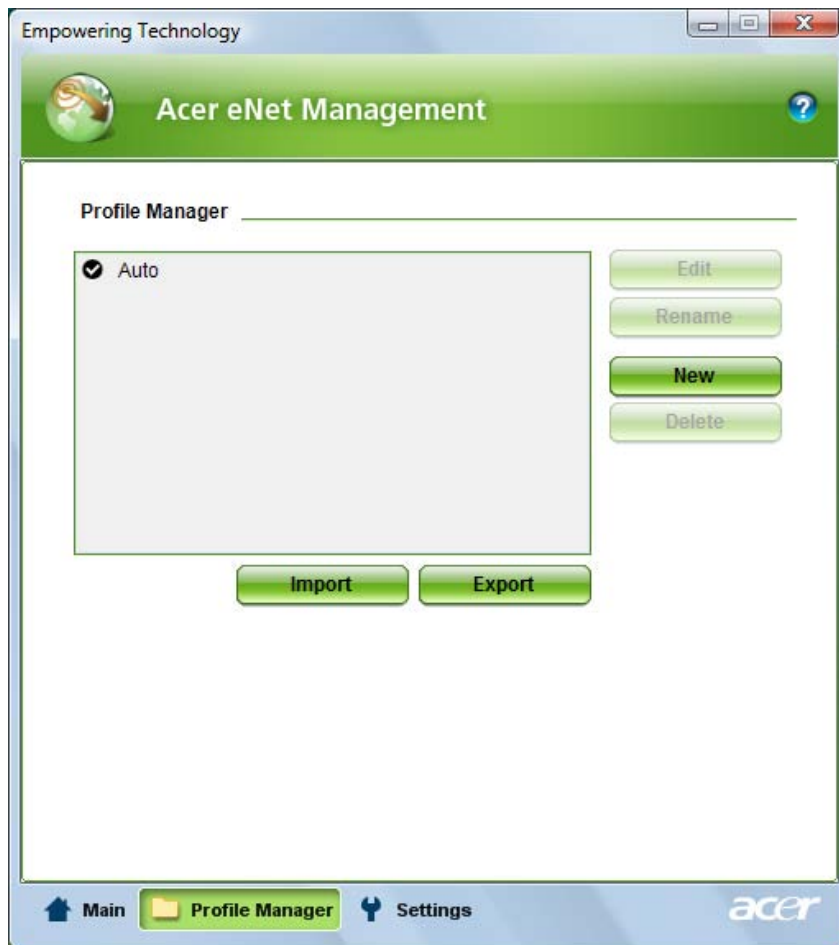 Empowering Technology
Acer eNet Management
?
Profile Manager
Auto
Edit
Rename
New
Delete
Import
Export
Main
Profile Manager
Settings
acer